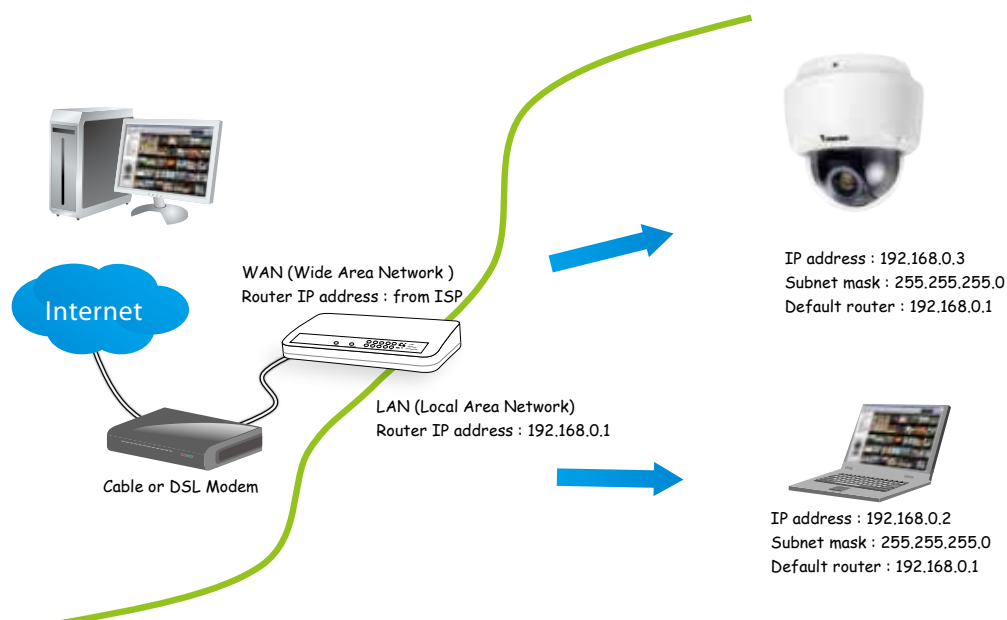 Internet
WAN (Wide Area Network )
Router IP address : from ISP
LAN (Local Area Network)
Router IP address : 192.168.0.1
Cable or DSL Modem
IP address : 192.168.0.3
Subnet mask : 255.255.255.0
Default router : 192.168.0.1
IP address : 192.168.0.2
Subnet mask : 255.255.255.0
Default router : 192.168.0.1